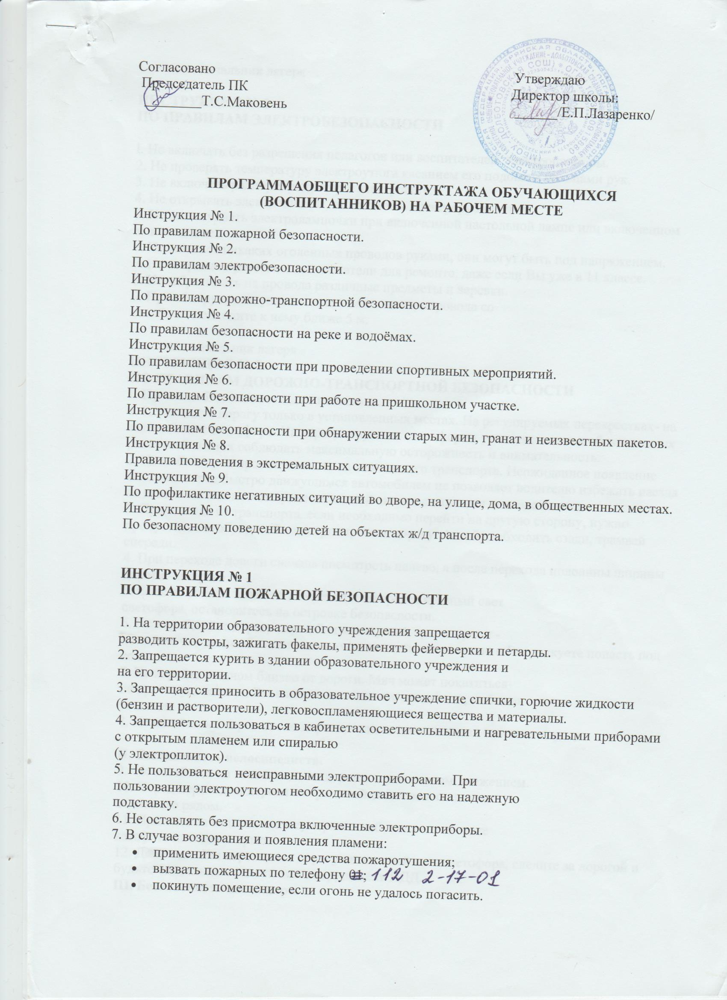 Согласовано
Председатель ПК
________Т.С.Маковень
Утверждаю
Директор школы:
______/Е.П.Лазаренко/
ПРОГРАММАОБЩЕГО ИНСТРУКТАЖА ОБУЧАЮЩИХСЯ
(ВОСПИТАННИКОВ) НА РАБОЧЕМ МЕСТЕ
Инструкция № 1.
По правилам пожарной безопасности.
Инструкция № 2.
По правилам электробезопасности.
Инструкция № 3.
По правилам дорожно-транспортной безопасности.
Инструкция № 4.
По правилам безопасности на реке и водоёмах.
Инструкция № 5.
По правилам безопасности при проведении спортивных мероприятий.
Инструкция № 6.
По правилам безопасности при работе на пришкольном участке.
Инструкция № 7.
По правилам безопасности при обнаружении старых мин, гранат и неизвестных пакетов.
Инструкция № 8.
Правила поведения в экстремальных ситуациях.
Инструкция № 9.
По профилактике негативных ситуаций во дворе, на улице, дома, в общественных местах.
Инструкция № 10.
По безопасному поведению детей на объектах ж/д транспорта.
ИНСТРУКЦИЯ № 1
ПО ПРАВИЛАМ ПОЖАРНОЙ БЕЗОПАСНОСТИ
1. На территории образовательного учреждения запрещается
разводить костры, зажигать факелы, применять фейерверки и петарды.
2. Запрещается курить в здании образовательного учреждения и
на его территории.
3. Запрещается приносить в образовательное учреждение спички, горючие жидкости
(бензин и растворители), легковоспламеняющиеся вещества и материалы.
4. Запрещается пользоваться в кабинетах осветительными и нагревательными приборами
с открытым пламенем или спиралью
(у электроплиток).
5. Не пользоваться неисправными электроприборами. При
пользовании электроутюгом необходимо ставить его на надежную
подставку.
6. Не оставлять без присмотра включенные электроприборы.
7. В случае возгорания и появления пламени:
• применить имеющиеся средства пожаротушения;
• вызвать пожарных по телефону 01; 112 2-17-01
• покинуть помещение, если огонь не удалось погасить.